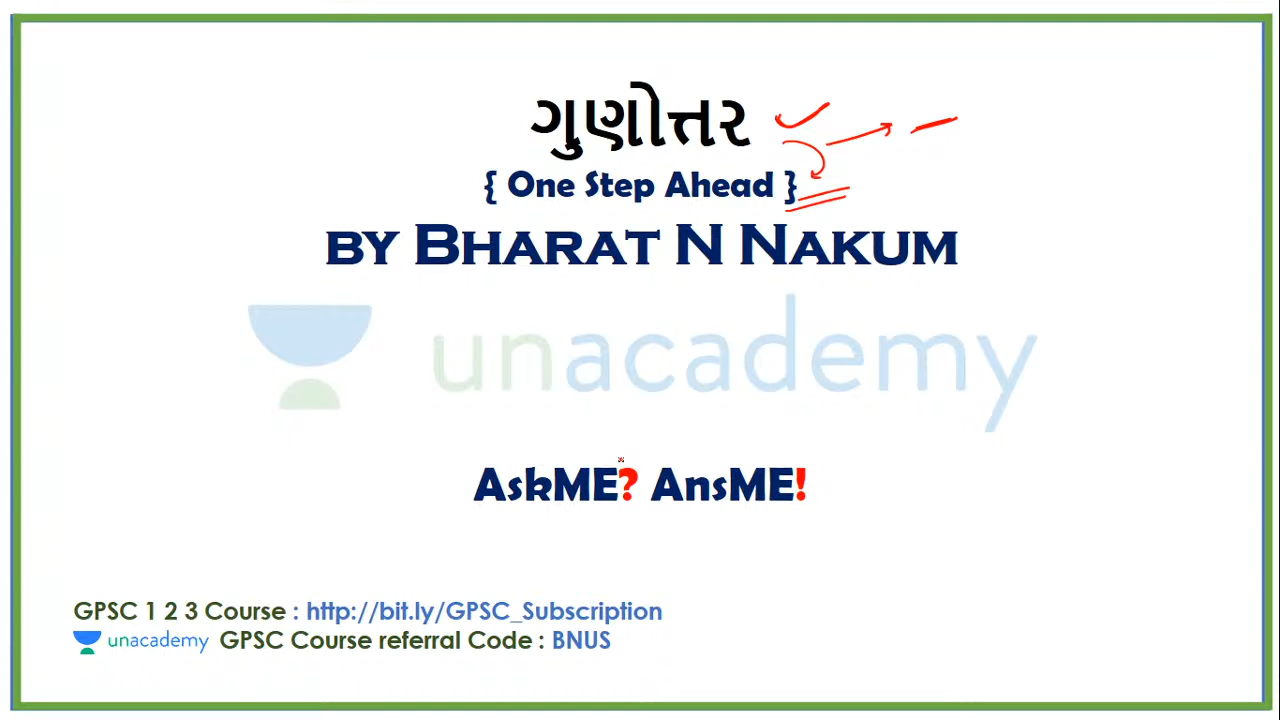 ગુણોત્તર
{ One Step Ahead }
BY BHARAT N NAKUM
unacademy
AskME? AnsME!
GPSC 1 2 3 Course : http://bit.ly/GPSC_Subscription
unacademy GPSC Course referral Code : BNUS